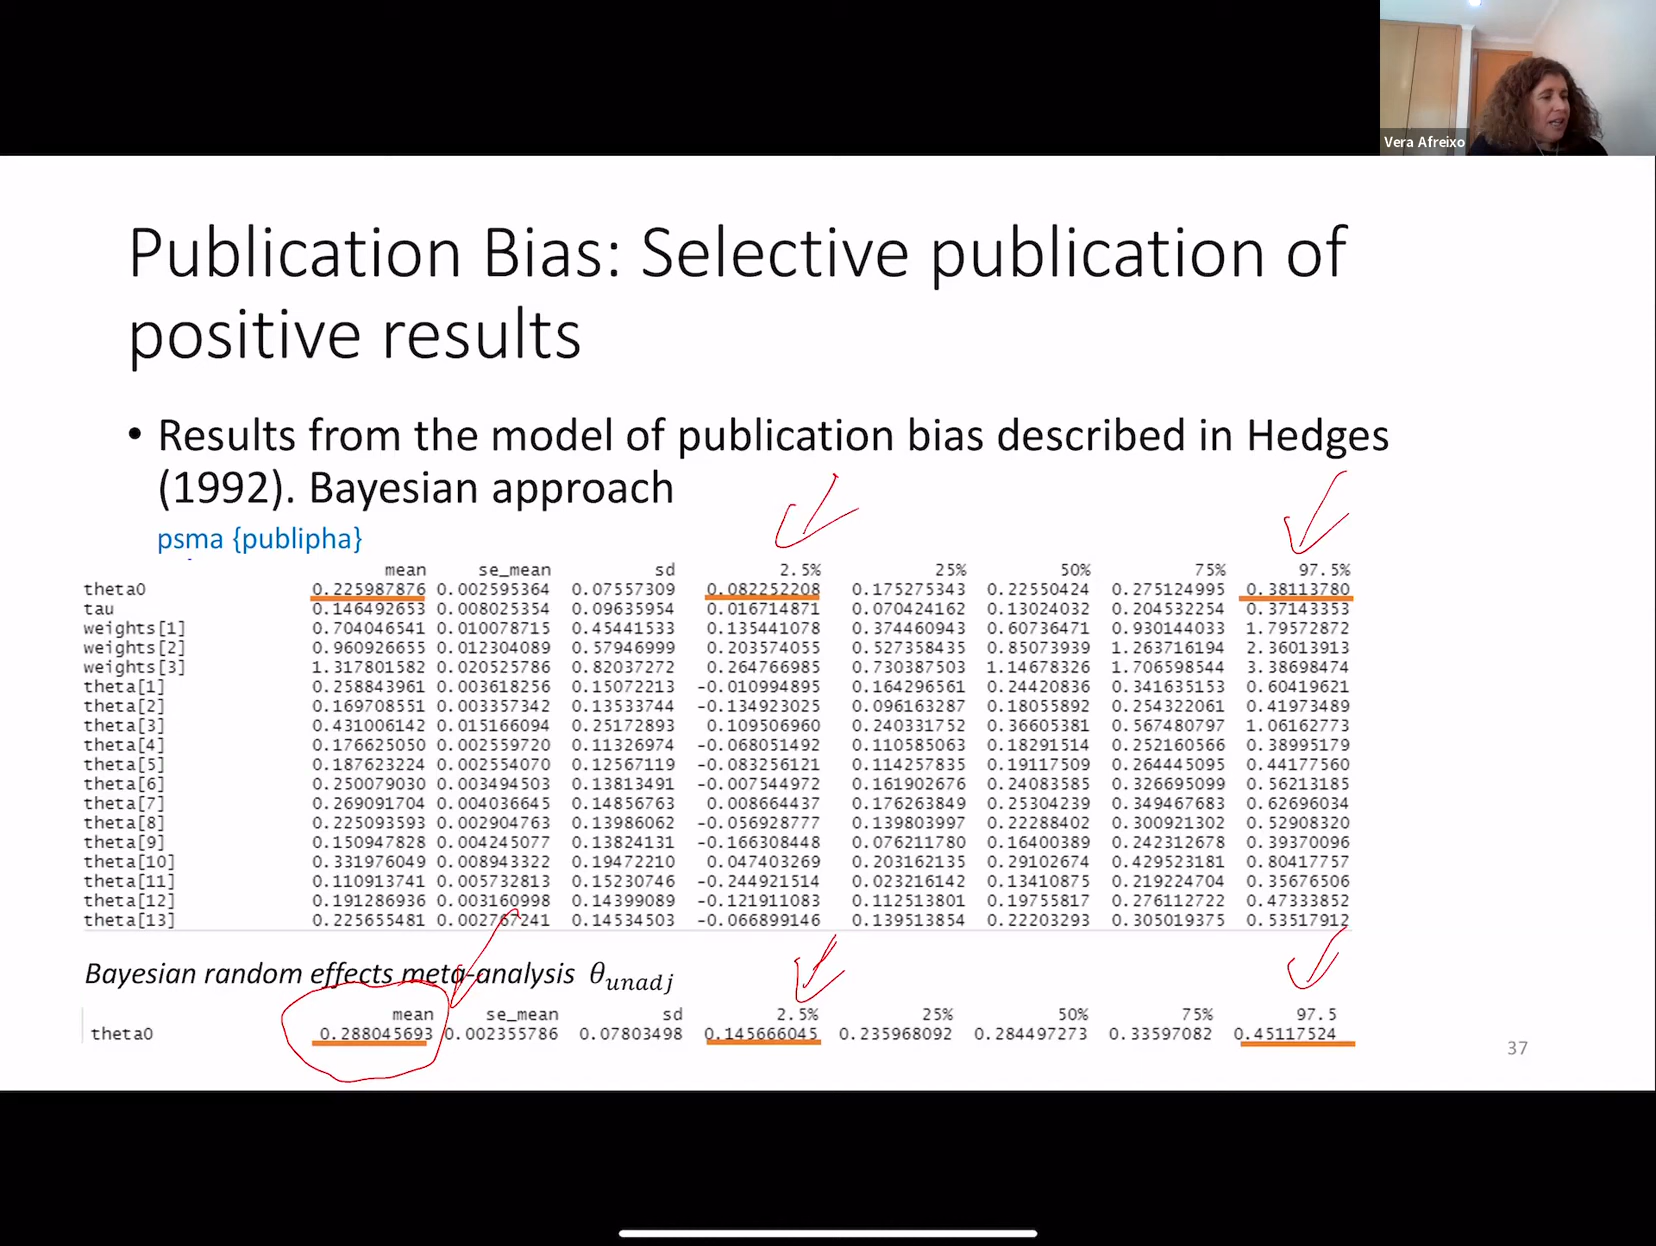 Vera Afreixo
Publication Bias: Selective publication of
positive results
• Results from the model of publication bias described in Hedges
(1992). Bayesian approach
psma {publipha}
mean se_mean sd 2.5% 25% 50% 75% 97.5%
theta0 0.225987876 0.002595364 0.07557309 0.082252208 0.175275343 0.22550424 0.275124995 0.38113780
tau 0.146492653 0.008025354 0.09635954 0.016714871 0.070424162 0.13024032 0.204532254 0.37143353
weights[1] 0.704046541 0.010078715 0.45441533 0.135441078 0.374460943 0.60736471 0.930144033 1.79572872
weights[2] 0.960926655 0.012304089 0.57946999 0.203574055 0.527358435 0.85073939 1.263716194 2.36013913
weights[3] 1.317801582 0.020525786 0.82037272 0.264766985 0.730387503 1.14678326 1.706598544 3.38698474
theta[1] 0.258843961 0.003618256 0.15072213 -0.010994895 0.164296561 0.24420836 0.341635153 0.60419621
theta[2] 0.169708551 0.003357342 0.13533744 -0.134923025 0.096163287 0.18055892 0.254322061 0.41973489
theta[3] 0.431006142 0.015166094 0.25172893 0.109506960 0.240331752 0.36605381 0.567480797 1.06162773
theta[4] 0.176625050 0.002559720 0.11326974 -0.068051492 0.110585063 0.18291514 0.252160566 0.38995179
theta[5] 0.187623224 0.002554070 0.12567119 -0.083256121 0.114257835 0.19117509 0.264445095 0.44177560
theta[6] 0.250079030 0.003494503 0.13813491 -0.007544972 0.161902676 0.24083585 0.326695099 0.56213185
theta[7] 0.269091704 0.004036645 0.14856763 0.008664437 0.176263849 0.25304239 0.349467683 0.62696034
theta[8] 0.225093593 0.002904763 0.13986062 -0.056928777 0.139803997 0.22288402 0.300921302 0.52908320
theta[9] 0.150947828 0.004245077 0.13824131 -0.166308448 0.076211780 0.16400389 0.242312678 0.39370096
theta[10] 0.331976049 0.008943322 0.19472210 0.047403269 0.203162135 0.29102674 0.429523181 0.80417757
theta[11] 0.110913741 0.005732813 0.15230746 -0.244921514 0.023216142 0.13410875 0.219224704 0.35676506
theta[12] 0.191286936 0.003160998 0.14399089 -0.121911083 0.112513801 0.19755817 0.276112722 0.47333852
theta[13] 0.225655481 0.002767241 0.14534503 -0.066899146 0.139513854 0.22203293 0.305019375 0.53517912
Bayesian random effects meta-analysis θunadj
mean se_mean sd 2.5% 25% 50% 75% 97.5
theta0 0.288045693 0.002355786 0.07803498 0.145666045 0.235968092 0.284497273 0.33597082 0.45117524
37